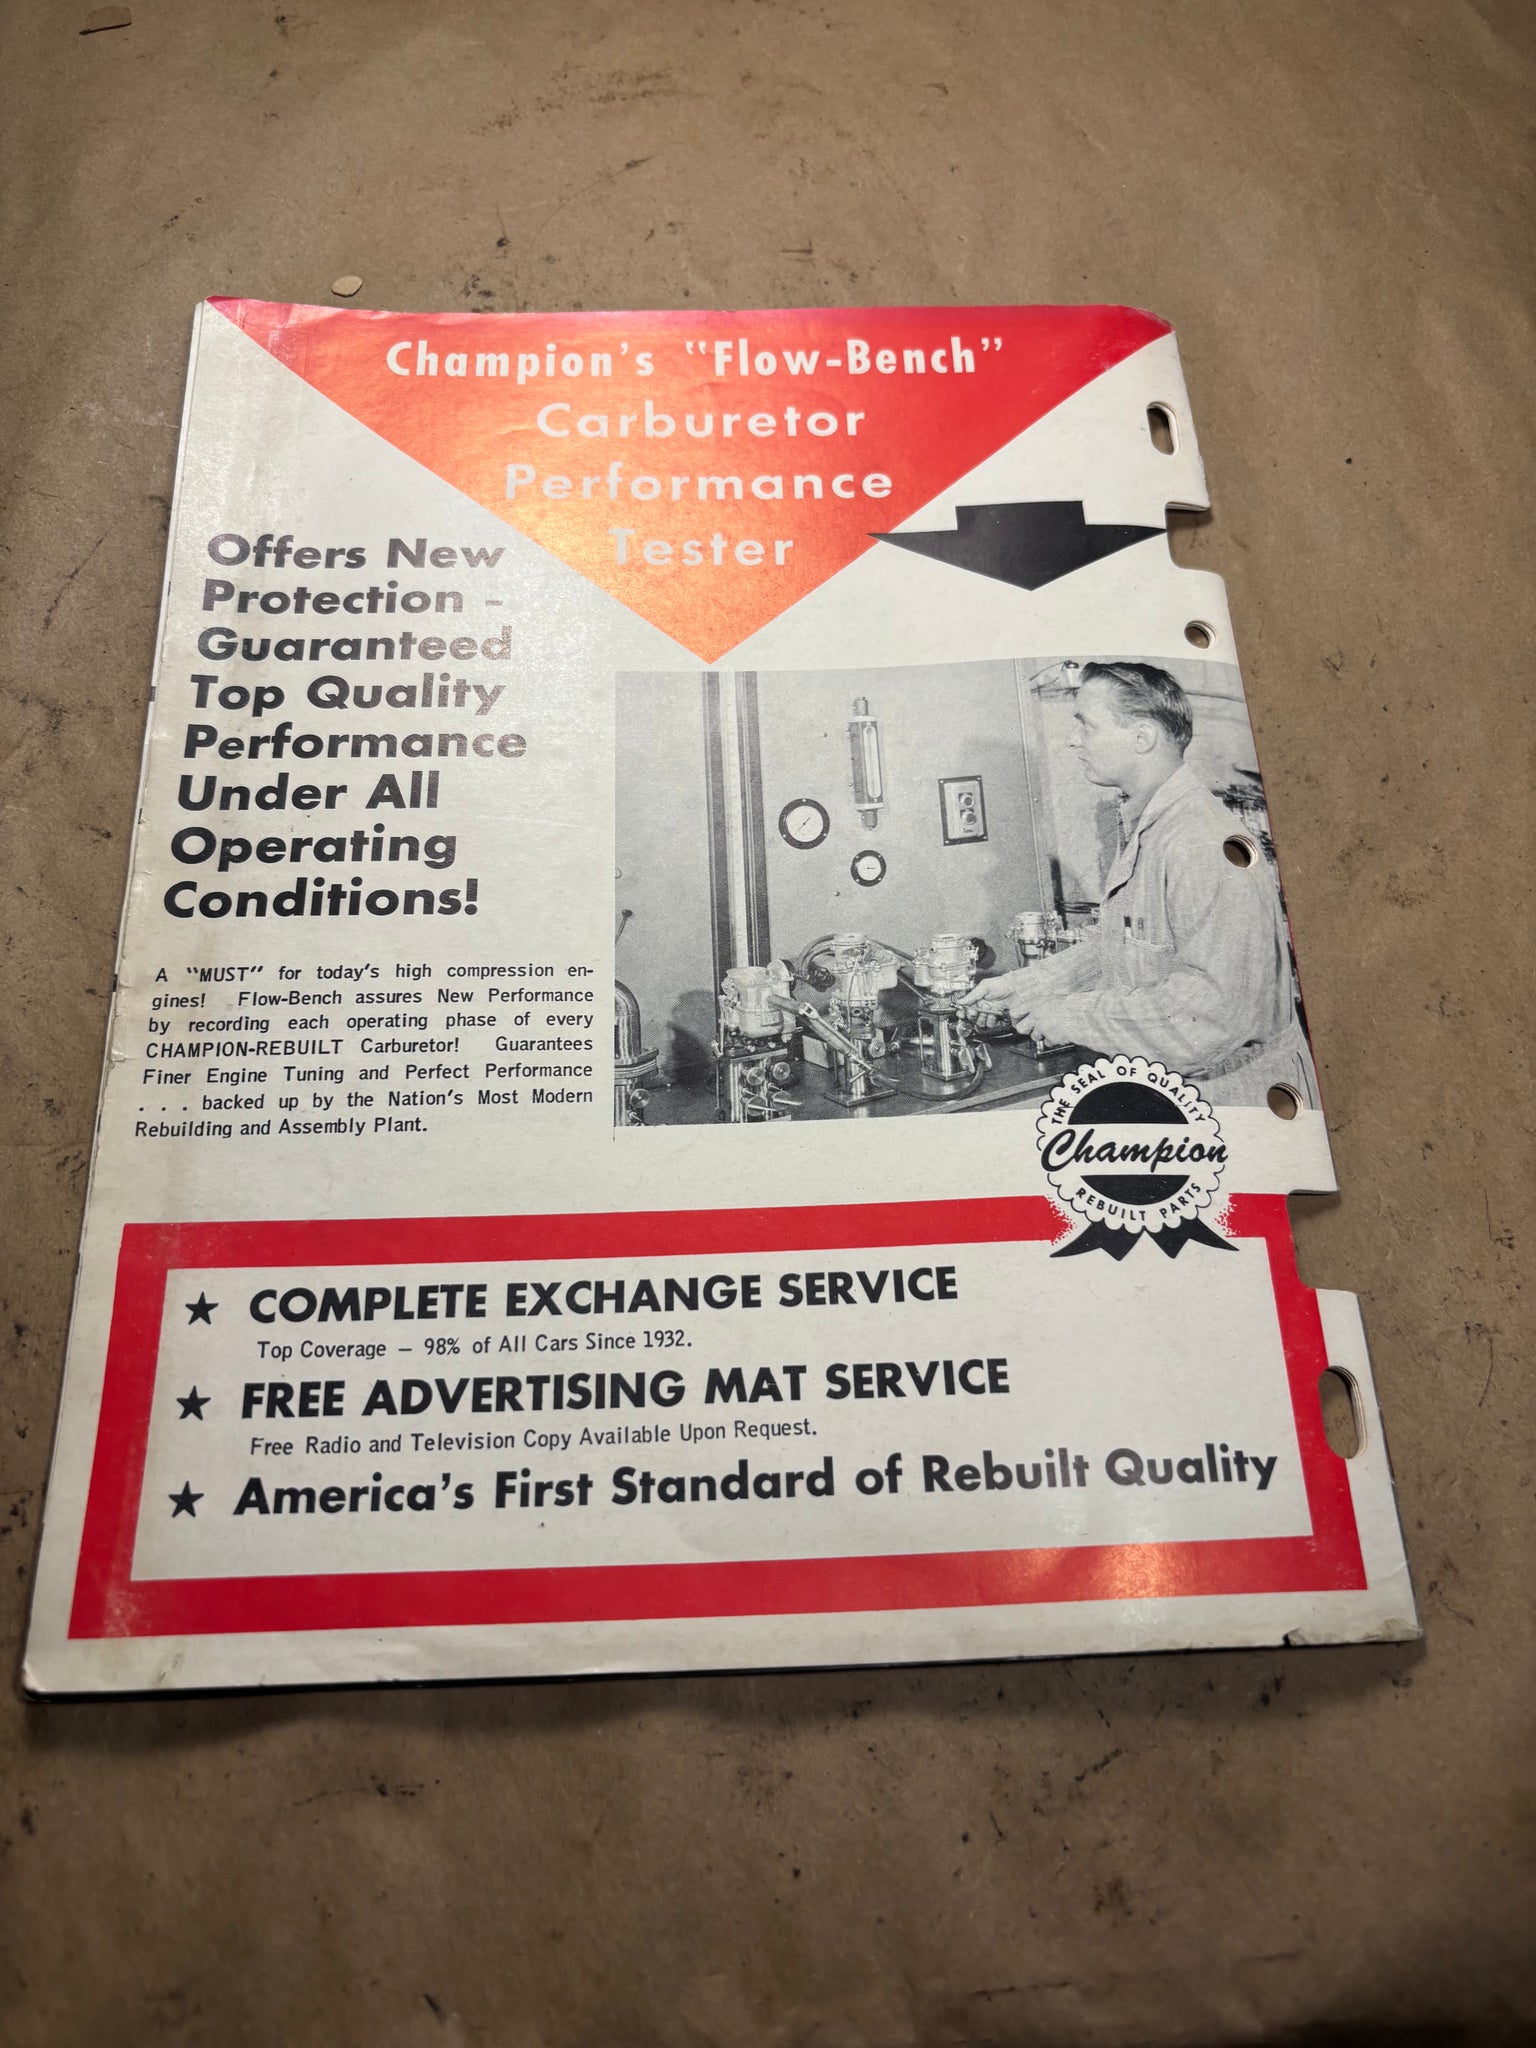 Champion's "Flow-Bench"
Carburetor
Performance
Tester
Offers New
Protection -
Guaranteed
Top Quality
Performance
Under All
Operating
Conditions!
A "MUST" for today's high compression en-
gines! Flow-Bench assures New Performance
by recording each operating phase of every
CHAMPION-REBUILT Carburetor! Guarantees
Finer Engine Tuning and Perfect Performance
. . . backed up by the Nation's Most Modern
Rebuilding and Assembly Plant.
THE SEAL OF QUALITY
Champion
REBUILT PARTS
★ COMPLETE EXCHANGE SERVICE
Top Coverage — 98% of All Cars Since 1932.
★ FREE ADVERTISING MAT SERVICE
Free Radio and Television Copy Available Upon Request.
★ America's First Standard of Rebuilt Quality